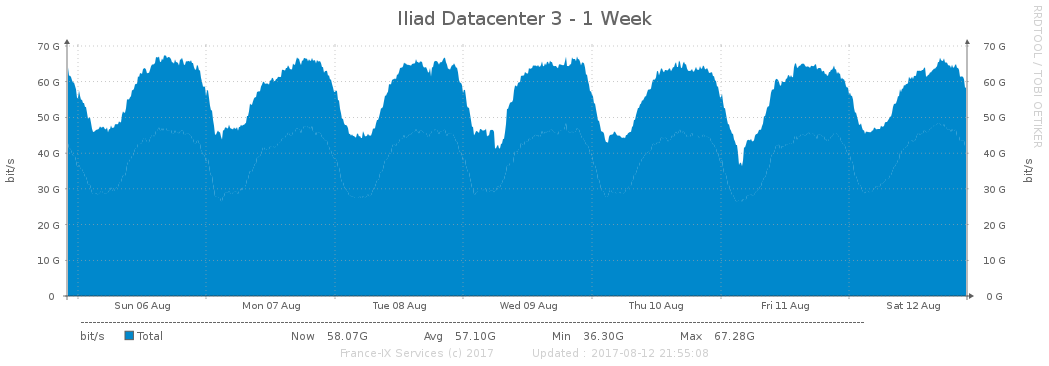 Iliad Datacenter 3 - 1 Week
RRDTOOL / TOBI OETIKER
70 G 70 G
60 G 60 G
50 G 50 G
40 G 40 G
30 G 30 G
20 G 20 G
10 G 10 G
0 0 G
bit/s bit/s
Sun 06 Aug Mon 07 Aug Tue 08 Aug Wed 09 Aug Thu 10 Aug Fri 11 Aug Sat 12 Aug
bit/s Total Now 58.07G Avg 57.10G Min 36.30G Max 67.28G
France-IX Services (c) 2017 Updated : 2017-08-12 21:55:08